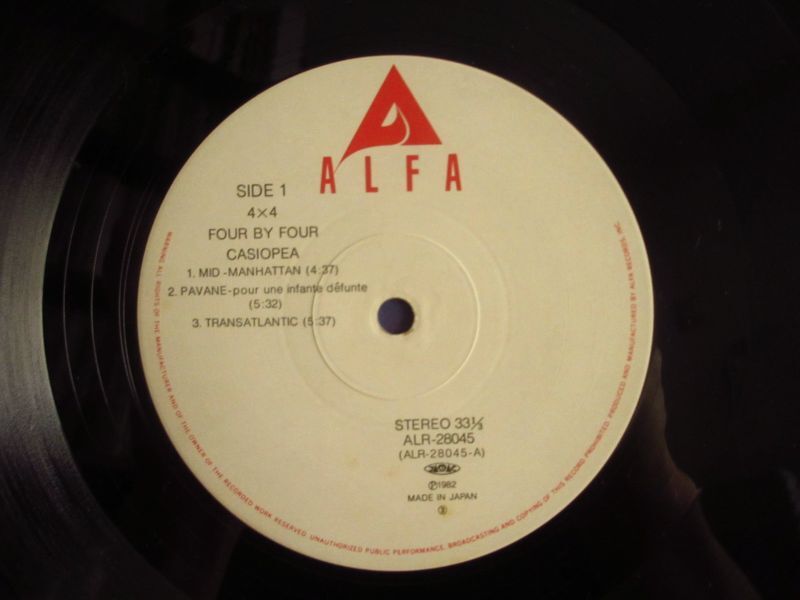 ALFA
SIDE 1
4×4
FOUR BY FOUR
CASIOPEA
1. MID-MANHATTAN (4:37)
2. PAVANE-pour une infante défunte
(5:32)
3. TRANSATLANTIC (5:37)
STEREO 33⅓
ALR-28045
(ALR-28045-A)
Ⓟ1982
MADE IN JAPAN
WARNING: ALL RIGHTS OF THE MANUFACTURER AND OF THE OWNER OF THE RECORDED WORK RESERVED. UNAUTHORIZED PUBLIC PERFORMANCE, BROADCASTING AND COPYING OF THIS RECORD PROHIBITED. PRODUCED AND MANUFACTURED BY ALFA RECORDS, INC.